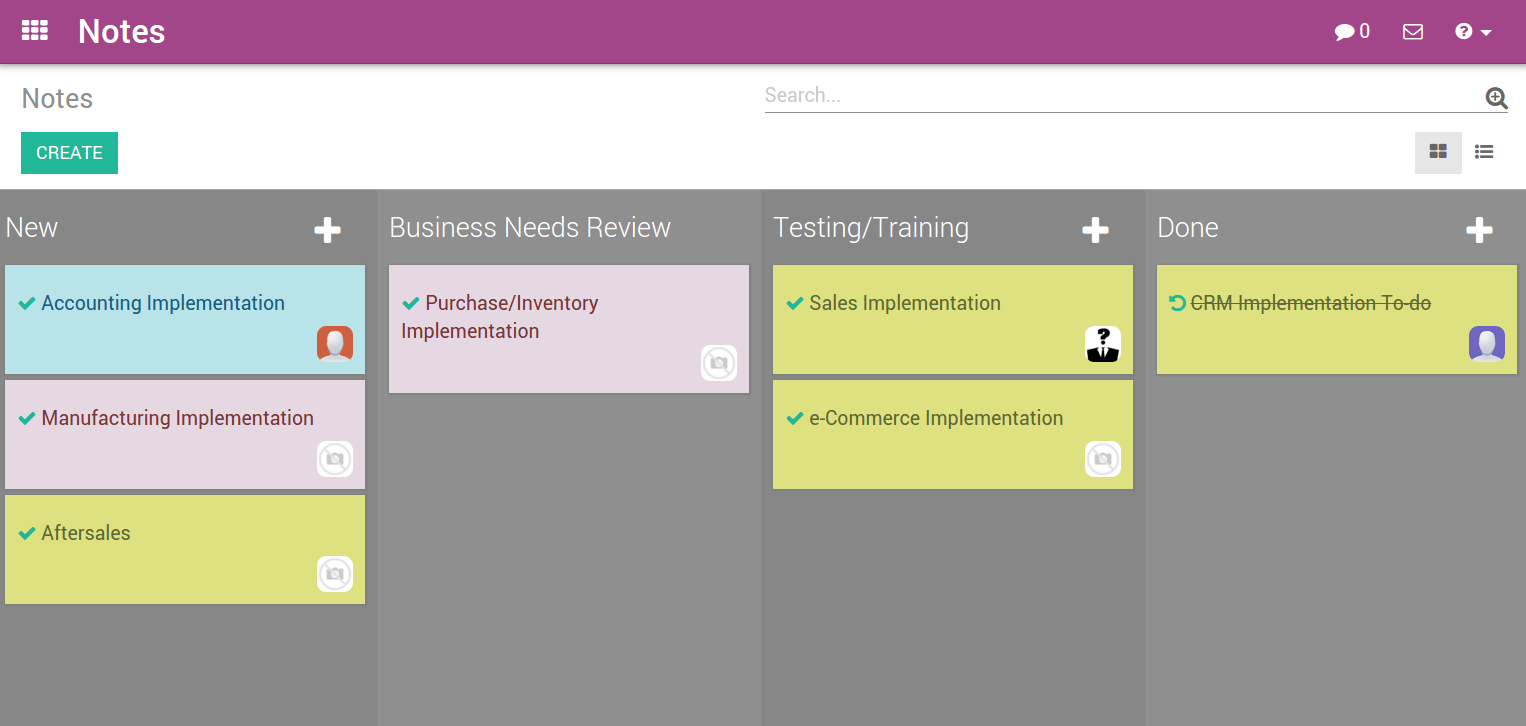 Notes
0
Notes
Search...
CREATE
New
Business Needs Review
Testing/Training
Done
Accounting Implementation
Manufacturing Implementation
Aftersales
Purchase/Inventory
Implementation
Sales Implementation
e-Commerce Implementation
CRM Implementation To-do